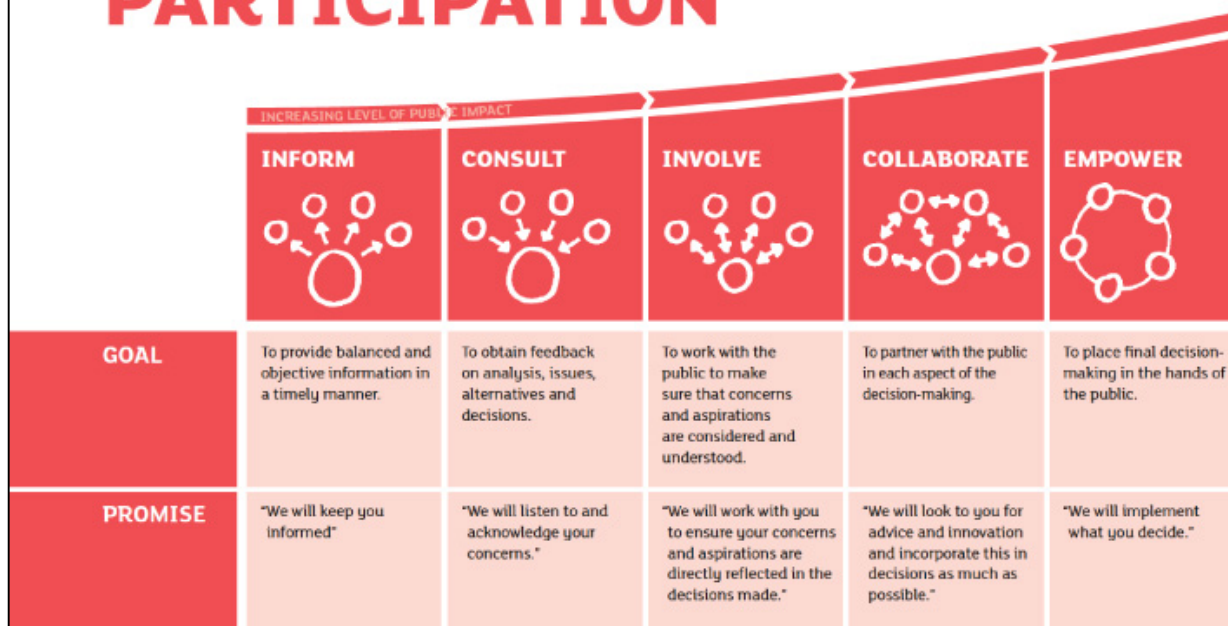 PARTICIPATION
INCREASING LEVEL OF PUBLIC IMPACT
INFORM
CONSULT
INVOLVE
COLLABORATE
EMPOWER
GOAL
To provide balanced and
objective information in
a timely manner.
To obtain feedback
on analysis, issues,
alternatives and
decisions.
To work with the
public to make
sure that concerns
and aspirations
are considered and
understood.
To partner with the public
in each aspect of the
decision-making.
To place final decision-
making in the hands of
the public.
PROMISE
“We will keep you
informed”
“We will listen to and
acknowledge your
concerns.”
“We will work with you
to ensure your concerns
and aspirations are
directly reflected in the
decisions made.”
“We will look to you for
advice and innovation
and incorporate this in
decisions as much as
possible.”
“We will implement
what you decide.”